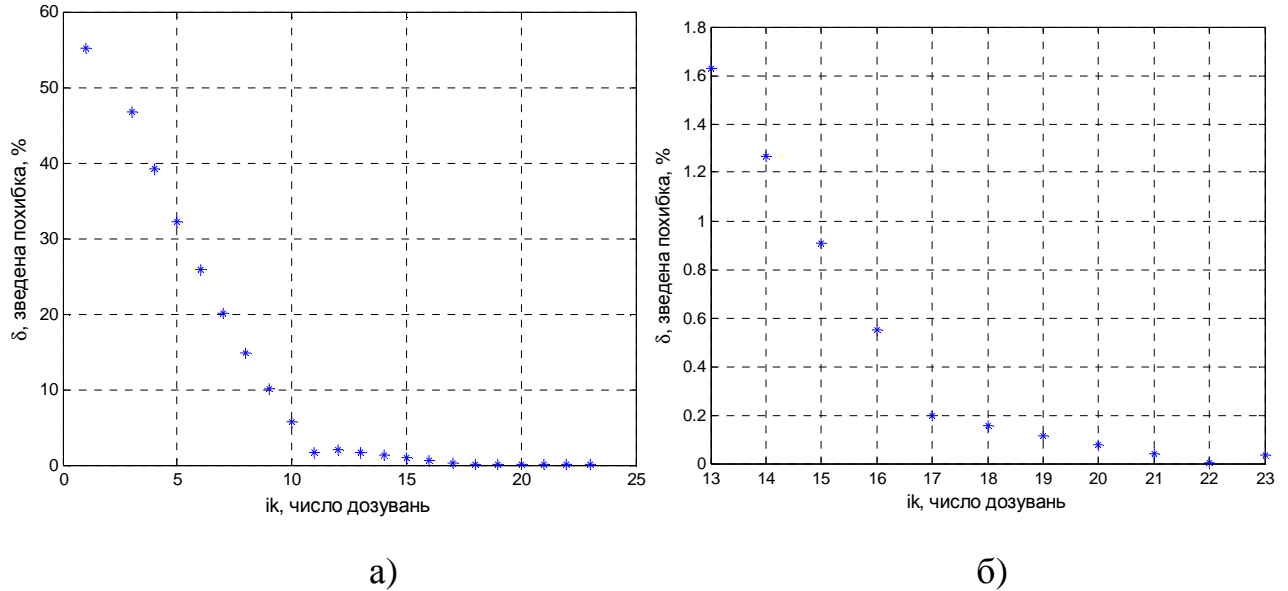 60
50
40
30
20
10
0
0 5 10 15 20 25
δ, зведена похибка, %
ik, число дозувань
а)
1.8
1.6
1.4
1.2
1
0.8
0.6
0.4
0.2
0
13 14 15 16 17 18 19 20 21 22 23
δ, зведена похибка, %
ik, число дозувань
б)